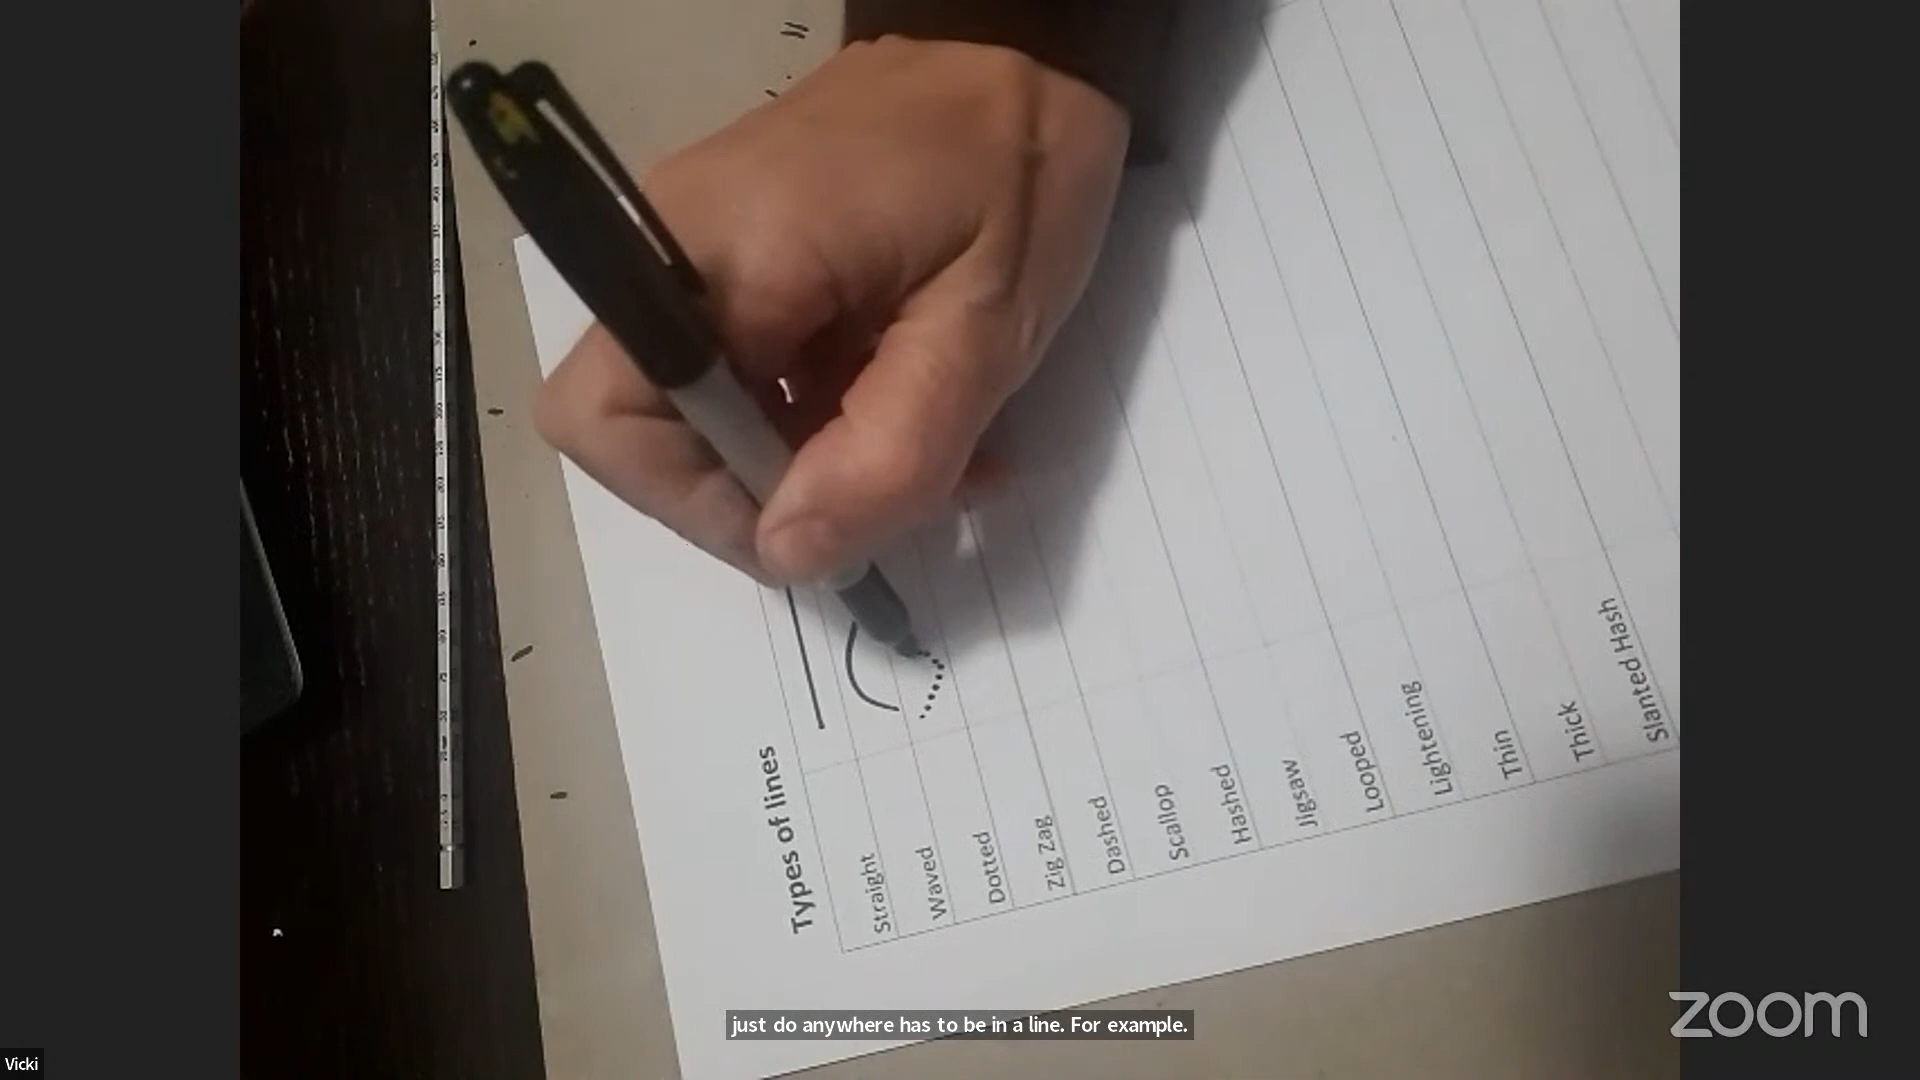 Types of lines
Straight
Waved
Dotted
Zig Zag
Dashed
Scallop
Hashed
Jigsaw
Looped
Lightening
Thin
Thick
Slanted Hash
just do anywhere has to be in a line. For example.
Vicki
zoom